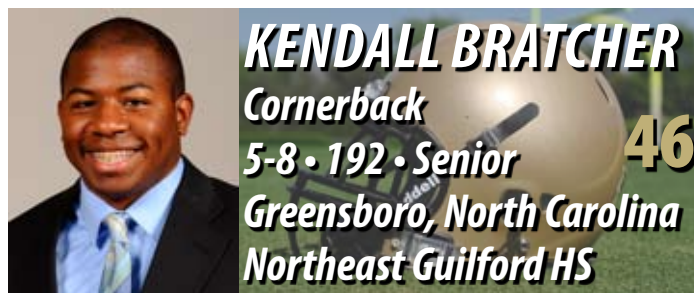 KENDALL BRATCHER
Cornerback
46
5-8 • 192 • Senior
Greensboro, North Carolina
Northeast Guilford HS